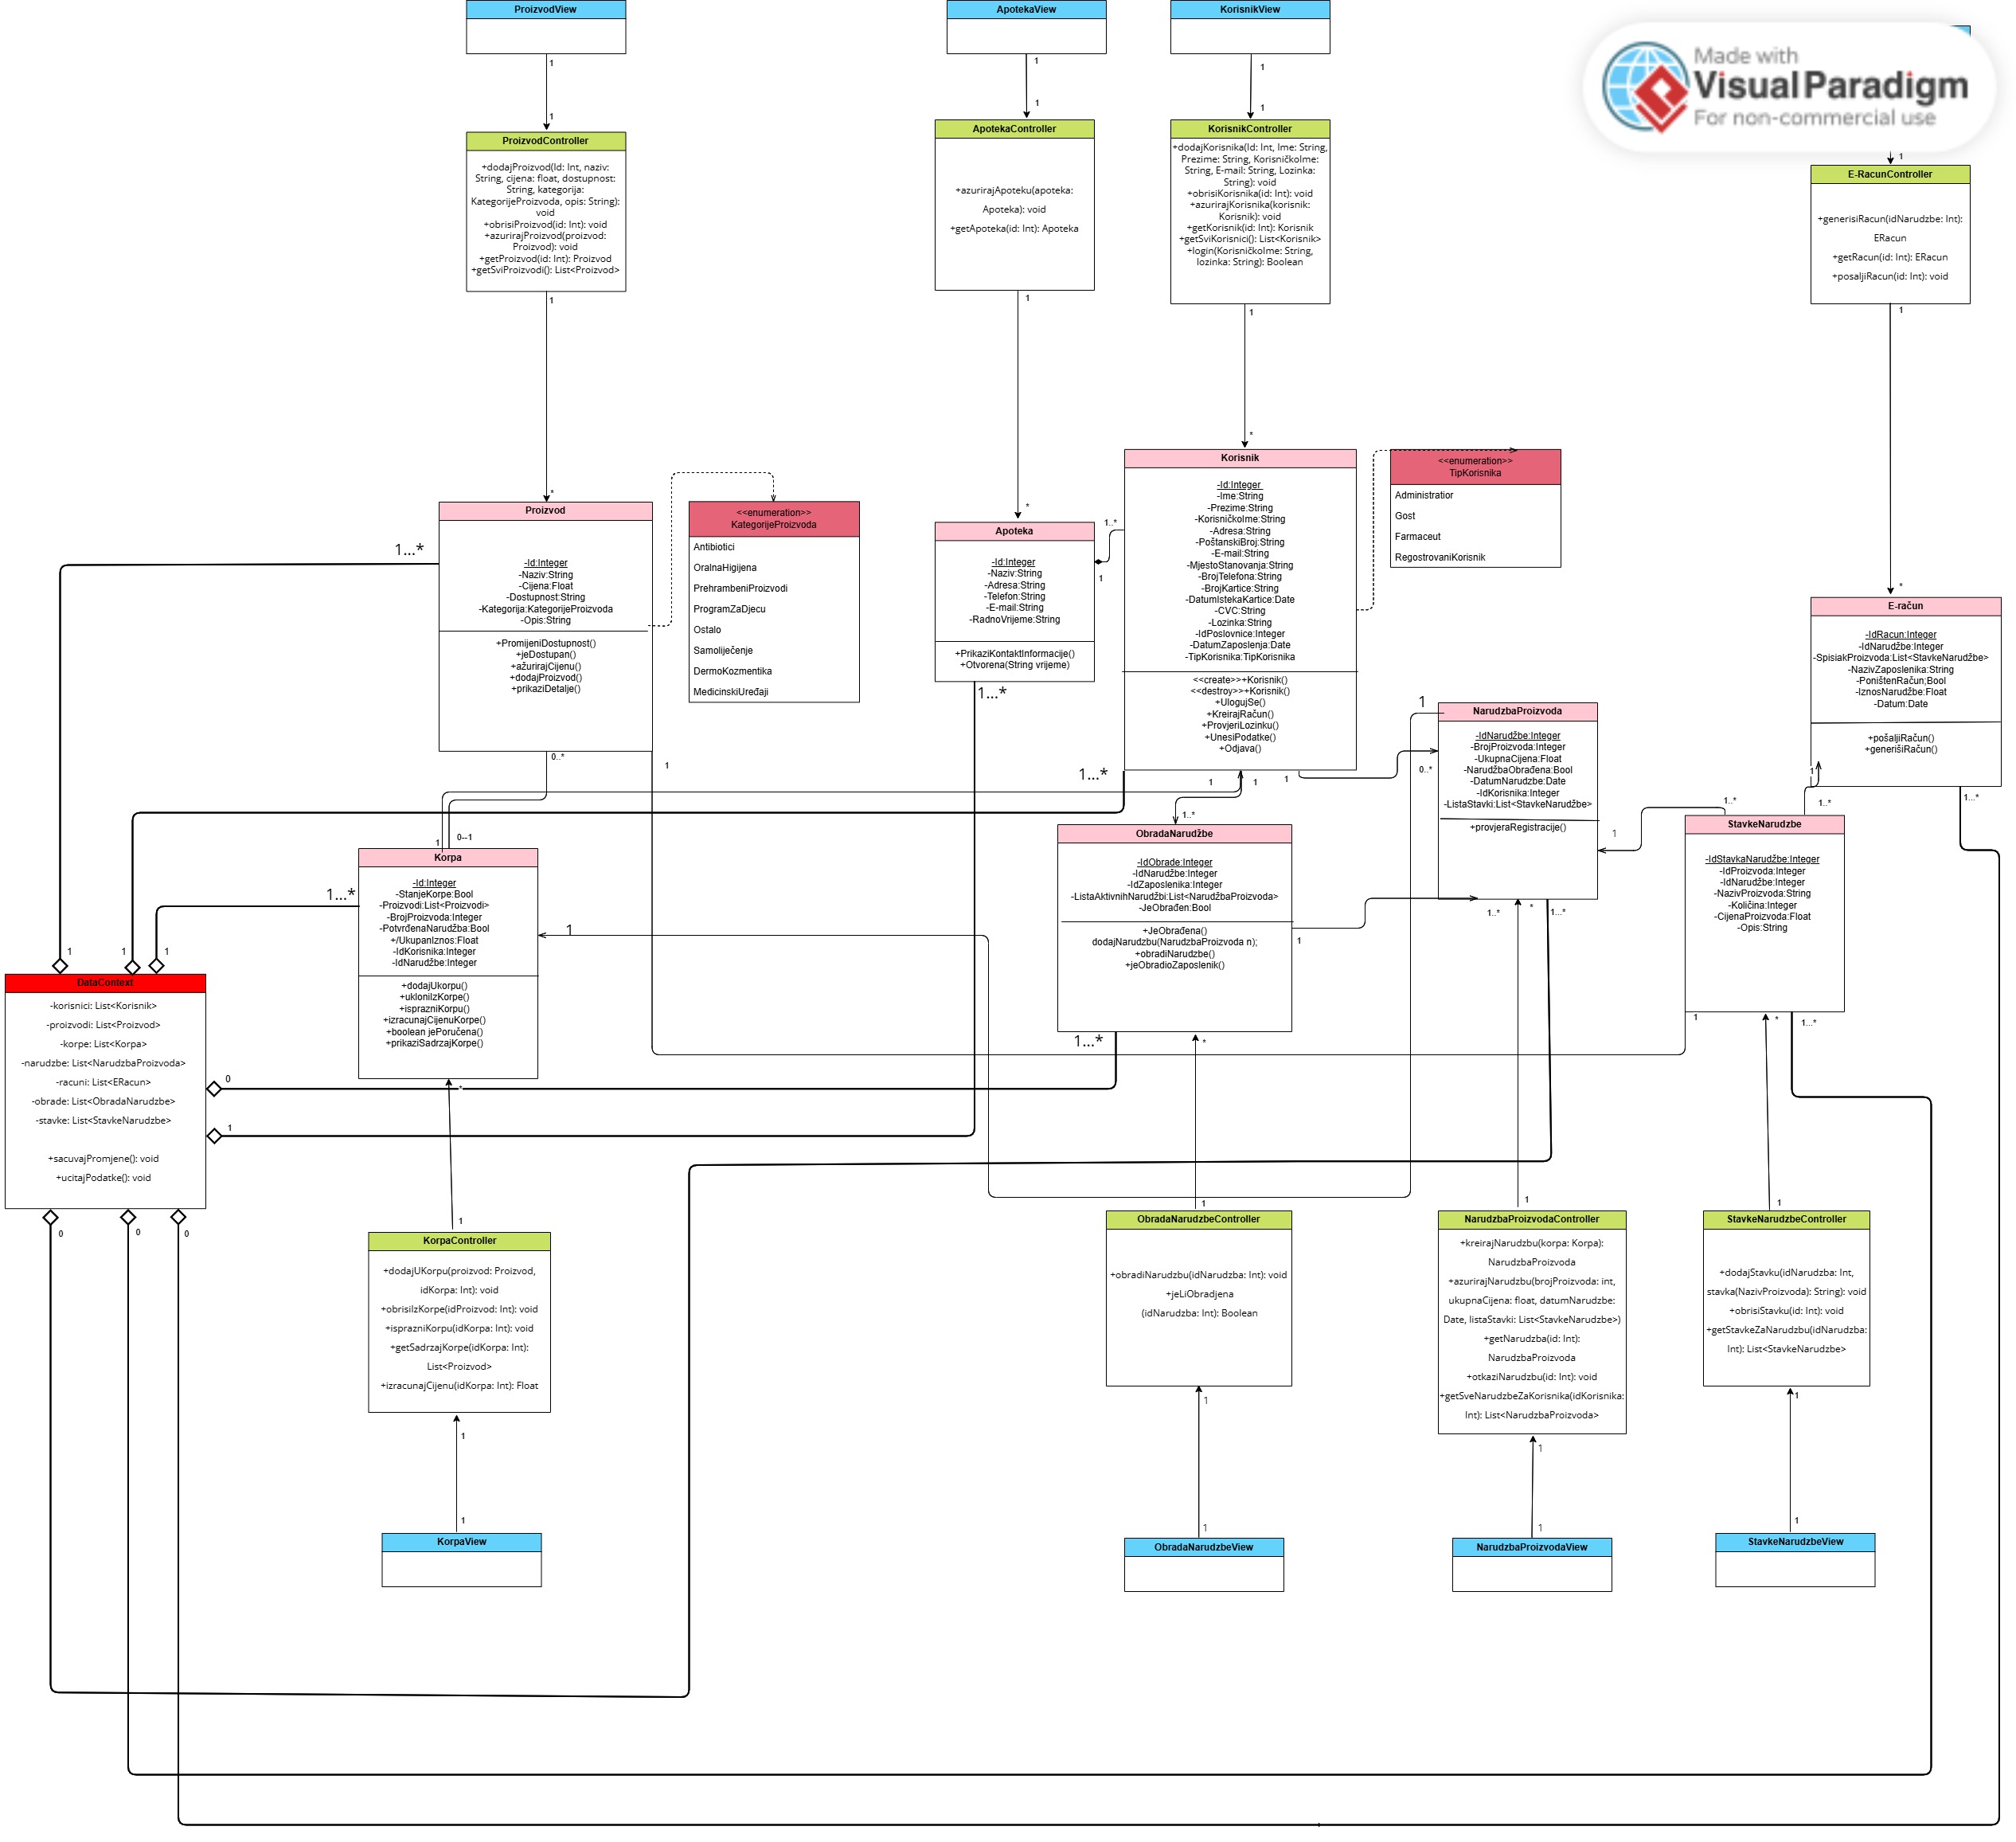 ProizvodView
1
1
ProizvodController
+dodajProizvod(Id: Int, naziv:
String, cijena: float, dostupnost:
String, kategorija:
KategorijeProizvoda, opis: String):
void
+obrisiProizvod(id: Int): void
+azurirajProizvod(proizvod:
Proizvod): void
+getProizvod(id: Int): Proizvod
+getSviProizvodi(): List<Proizvod>
1
*
ApotekaView
1
1
ApotekaController
+azurirajApoteku(apoteka:
Apoteka): void
+getApoteka(id: Int): Apoteka
1
*
KorisnikView
1
1
KorisnikController
+dodajKorisnika(Id: Int, Ime: String,
Prezime: String, KorisničkoIme:
String, E-mail: String, Lozinka:
String): void
+obrisiKorisnika(id: Int): void
+azurirajKorisnika(korisnik:
Korisnik): void
+getKorisnik(id: Int): Korisnik
+getSviKorisnici(): List<Korisnik>
+login(KorisničkoIme: String,
lozinka: String): Boolean
1
*
Made with
Visual Paradigm
For non-commercial use
1
E-RacunController
+generisiRacun(idNarudzbe: Int):
ERacun
+getRacun(id: Int): ERacun
+posaljiRacun(id: Int): void
1
*
Proizvod
-Id:Integer
-Naziv:String
-Cijena:Float
-Dostupnost:String
-Kategorija:KategorijeProizvoda
-Opis:String
+PromijeniDostupnost()
+jeDostupan()
+ažurirajCijenu()
+dodajProizvod()
+prikaziDetalje()
1...*
0..*
1
<<enumeration>>
KategorijeProizvoda
Antibiotici
OralnaHigijena
PrehrambeniProizvodi
ProgramZaDjecu
Ostalo
Samoliječenje
DermoKozmentika
MedicinskiUređaji
Apoteka
-Id:Integer
-Naziv:String
-Adresa:String
-Telefon:String
-E-mail:String
-RadnoVrijeme:String
+PrikaziKontaktInformacije()
+Otvorena(String vrijeme)
1..*
1
1...*
Korisnik
-Id:Integer
-Ime:String
-Prezime:String
-KorisničkoIme:String
-Adresa:String
-PoštanskiBroj:String
-E-mail:String
-MjestoStanovanja:String
-BrojTelefona:String
-BrojKartice:String
-DatumIstekaKartice:Date
-CVC:String
-Lozinka:String
-IdPoslovnice:Integer
-DatumZaposlenja:Date
-TipKorisnika:TipKorisnika
<<create>>+Korisnik()
<<destroy>>+Korisnik()
+UlogujSe()
+KreirajRačun()
+ProvjeriLozinku()
+UnesiPodatke()
+Odjava()
1...*
1
1
1
0..*
<<enumeration>>
TipKorisnika
Administratior
Gost
Farmaceut
RegostrovaniKorisnik
E-račun
-IdRacun:Integer
-IdNarudžbe:Integer
-SpisiakProizvoda:List<StavkeNarudžbe>
-NazivZaposlenika:String
-PoništenRačun;Bool
-IznosNarudžbe:Float
-Datum:Date
+pošaljiRačun()
+generišiRačun()
1
1..*
1...*
1
NarudzbaProizvoda
-IdNarudžbe:Integer
-BrojProizvoda:Integer
-UkupnaCijena:Float
-NarudžbaObrađena:Bool
-DatumNarudzbe:Date
-IdKorisnika:Integer
-ListaStavki:List<StavkeNarudžbe>
+provjeraRegistracije()
1..*
*
1...*
1
1..*
StavkeNarudzbe
-IdStavkaNarudžbe:Integer
-IdProizvoda:Integer
-IdNarudžbe:Integer
-NazivProizvoda:String
-Količina:Integer
-CijenaProizvoda:Float
-Opis:String
1
*
1...*
1..*
ObradaNarudžbe
-IdObrade:Integer
-IdNarudžbe:Integer
-IdZaposlenika:Integer
-ListaAktivnihNarudžbi:List<NarudžbaProizvoda>
-JeObrađen:Bool
+JeObrađena()
dodajNarudzbu(NarudzbaProizvoda n);
+obradiNarudzbe()
+jeObradioZaposlenik()
1
1...*
*
1
0--1
Korpa
-Id:Integer
-StanjeKorpe:Bool
-Proizvodi:List<Proizvodi>
-BrojProizvoda:Integer
-PotvrđenaNarudžba:Bool
+/UkupanIznos:Float
-IdKorisnika:Integer
-IdNarudžbe:Integer
+dodajUkorpu()
+ukloniIzKorpe()
+isprazniKorpu()
+izracunajCijenuKorpe()
+boolean jePoručena()
+prikaziSadrzajKorpe()
1...*
1
*
1
1
1
DataContext
-korisnici: List<Korisnik>
-proizvodi: List<Proizvod>
-korpe: List<Korpa>
-narudzbe: List<NarudzbaProizvoda>
-racuni: List<ERacun>
-obrade: List<ObradaNarudzbe>
-stavke: List<StavkeNarudzbe>
+sacuvajPromjene(): void
+ucitajPodatke(): void
0
1
0
0
0
1
KorpaController
+dodajUKorpu(proizvod: Proizvod,
idKorpa: Int): void
+obrisiIzKorpe(idProizvod: Int): void
+isprazniKorpu(idKorpa: Int): void
+getSadrzajKorpe(idKorpa: Int):
List<Proizvod>
+izracunajCijenu(idKorpa: Int): Float
1
1
KorpaView
1
ObradaNarudzbeController
+obradiNarudzbu(idNarudzba: Int): void
+jeLiObradjena
(idNarudzba: Int): Boolean
1
1
ObradaNarudzbeView
1
NarudzbaProizvodaController
+kreirajNarudzbu(korpa: Korpa):
NarudzbaProizvoda
+azurirajNarudzbu(brojProizvoda: int,
ukupnaCijena: float, datumNarudzbe:
Date, listaStavki: List<StavkeNarudzbe>)
+getNarudzba(id: Int):
NarudzbaProizvoda
+otkaziNarudzbu(id: Int): void
+getSveNarudzbeZaKorisnika(idKorisnika:
Int): List<NarudzbaProizvoda>
1
1
NarudzbaProizvodaView
1
StavkeNarudzbeController
+dodajStavku(idNarudzba: Int,
stavka(NazivProizvoda): String): void
+obrisiStavku(id: Int): void
+getStavkeZaNarudzbu(idNarudzba:
Int): List<StavkeNarudzbe>
1
1
StavkeNarudzbeView